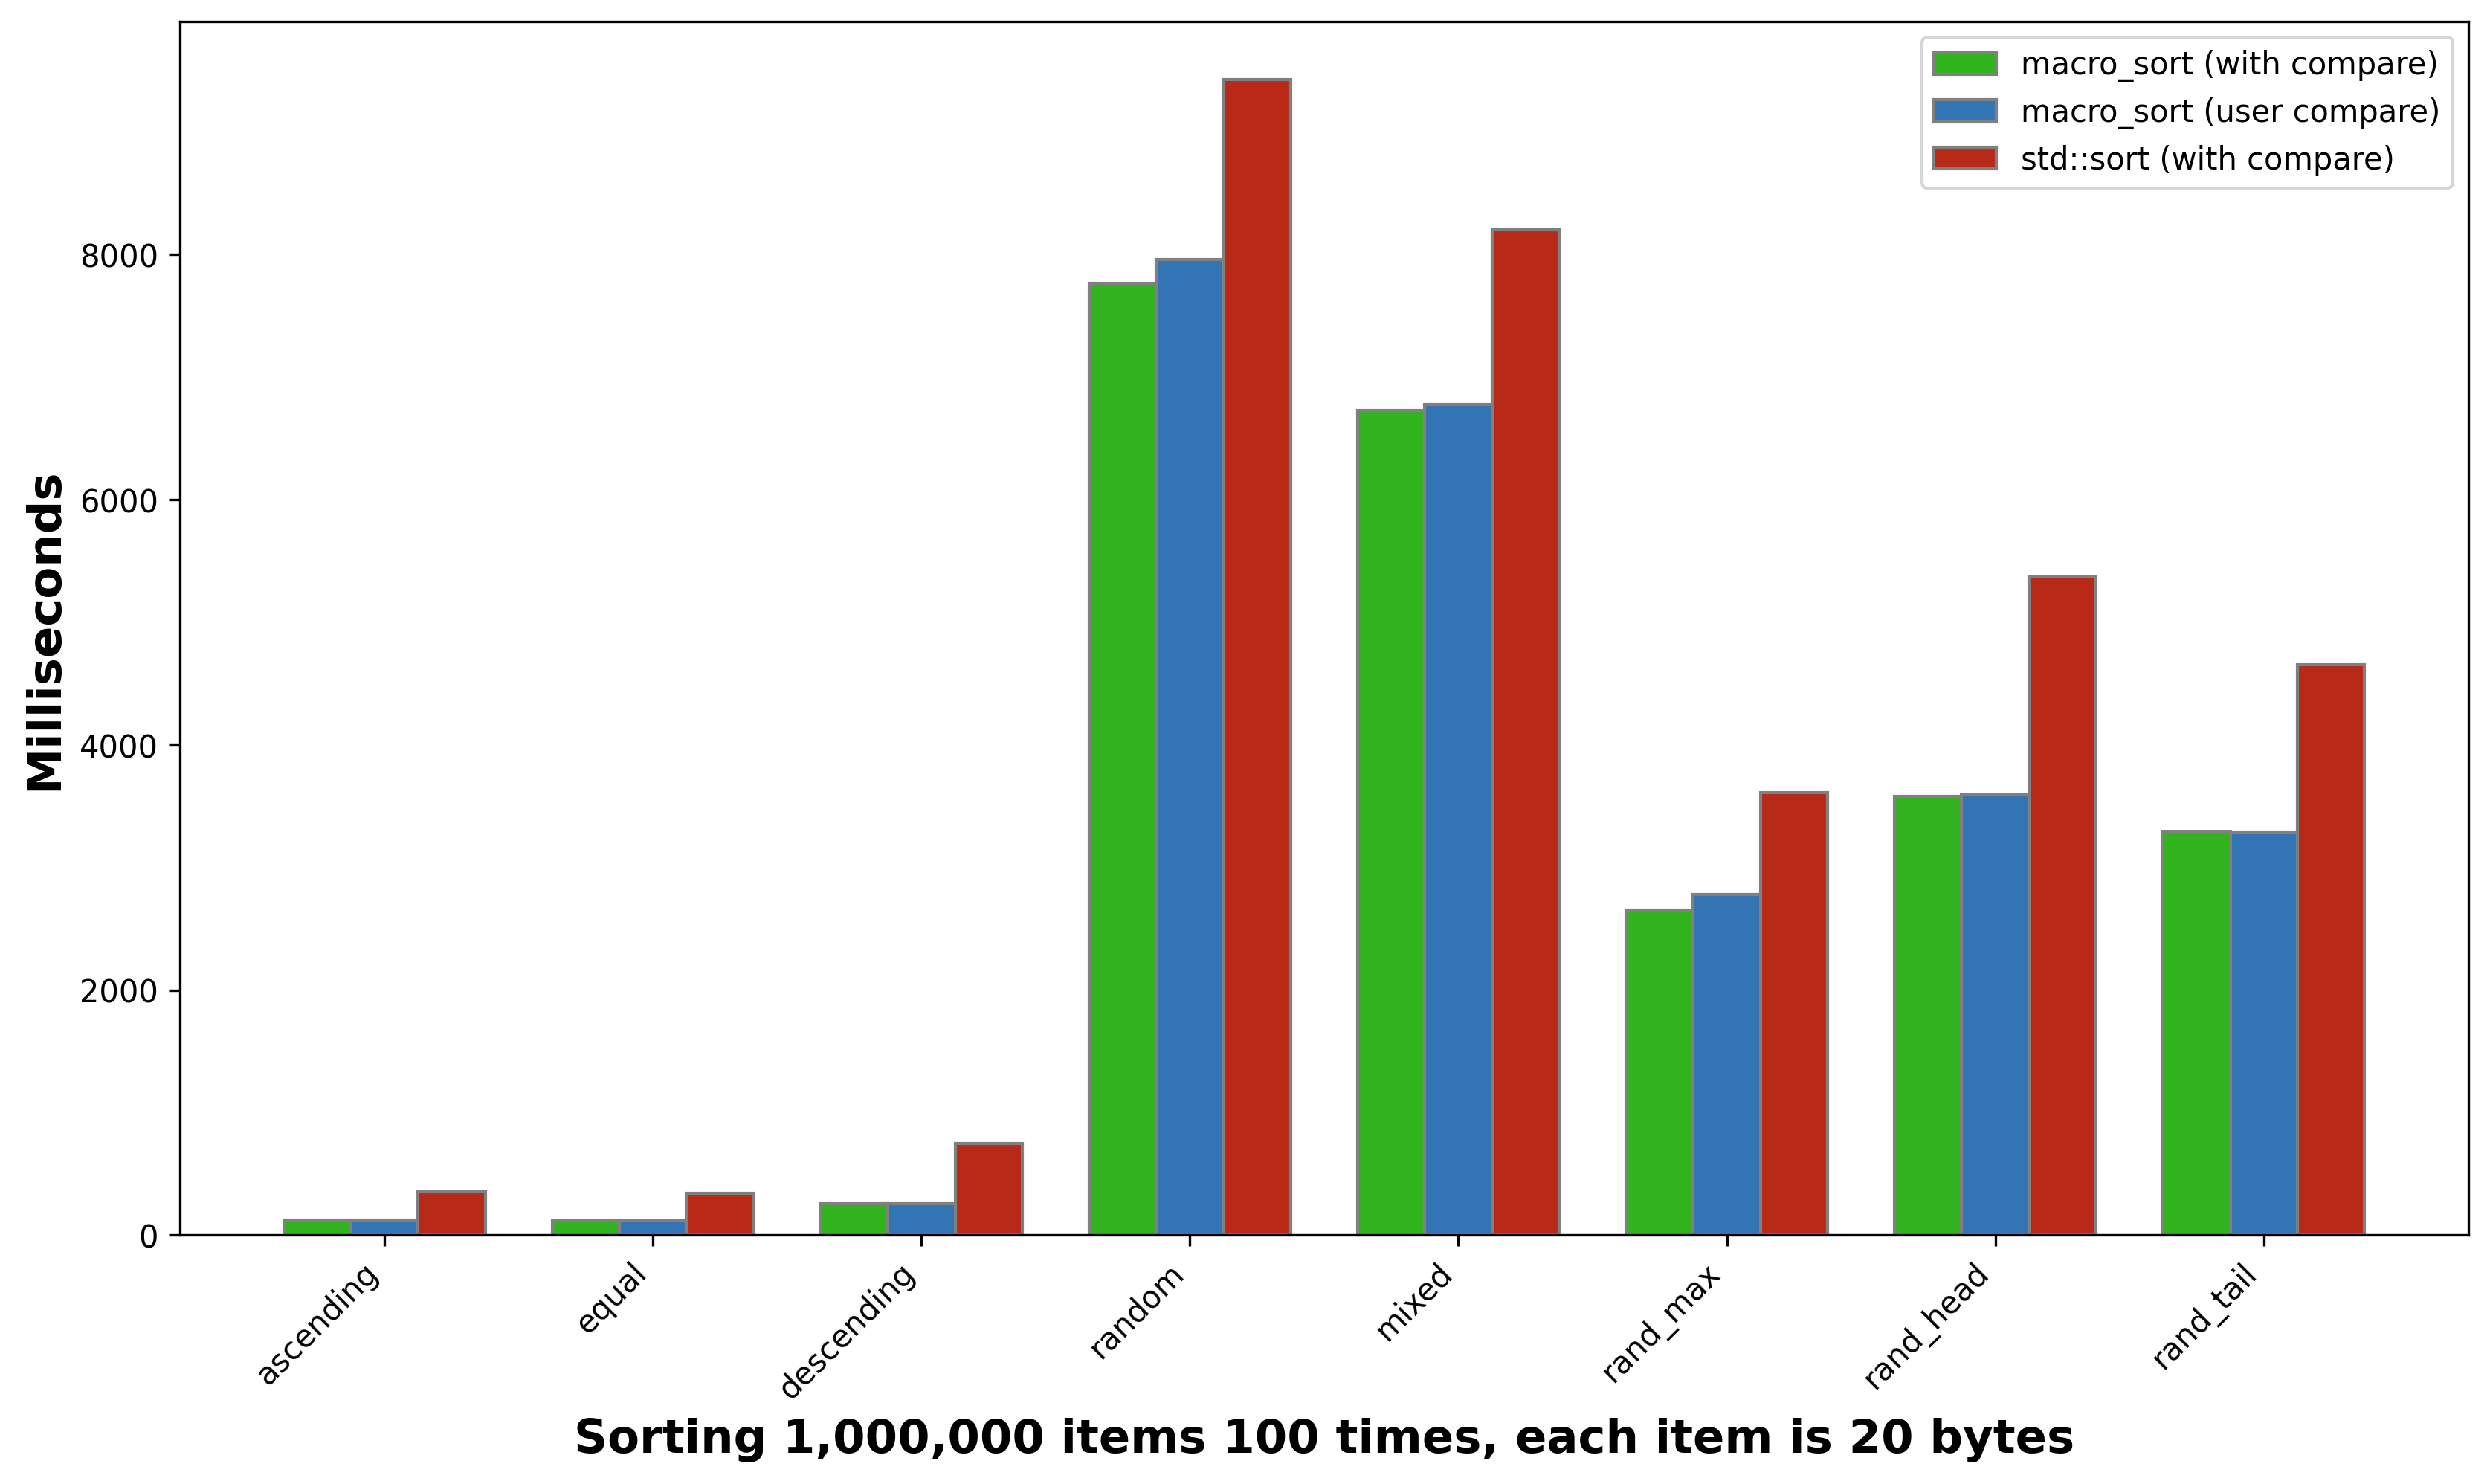 macro_sort (with compare)
macro_sort (user compare)
std::sort (with compare)
Milliseconds
8000
6000
4000
2000
0
ascending
equal
descending
random
mixed
rand_max
rand_head
rand_tail
Sorting 1,000,000 items 100 times, each item is 20 bytes